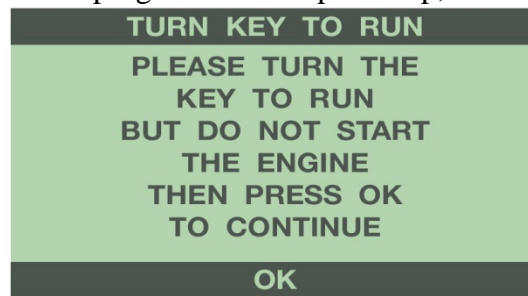 TURN KEY TO RUN
PLEASE TURN THE
KEY TO RUN
BUT DO NOT START
THE ENGINE
THEN PRESS OK
TO CONTINUE
OK